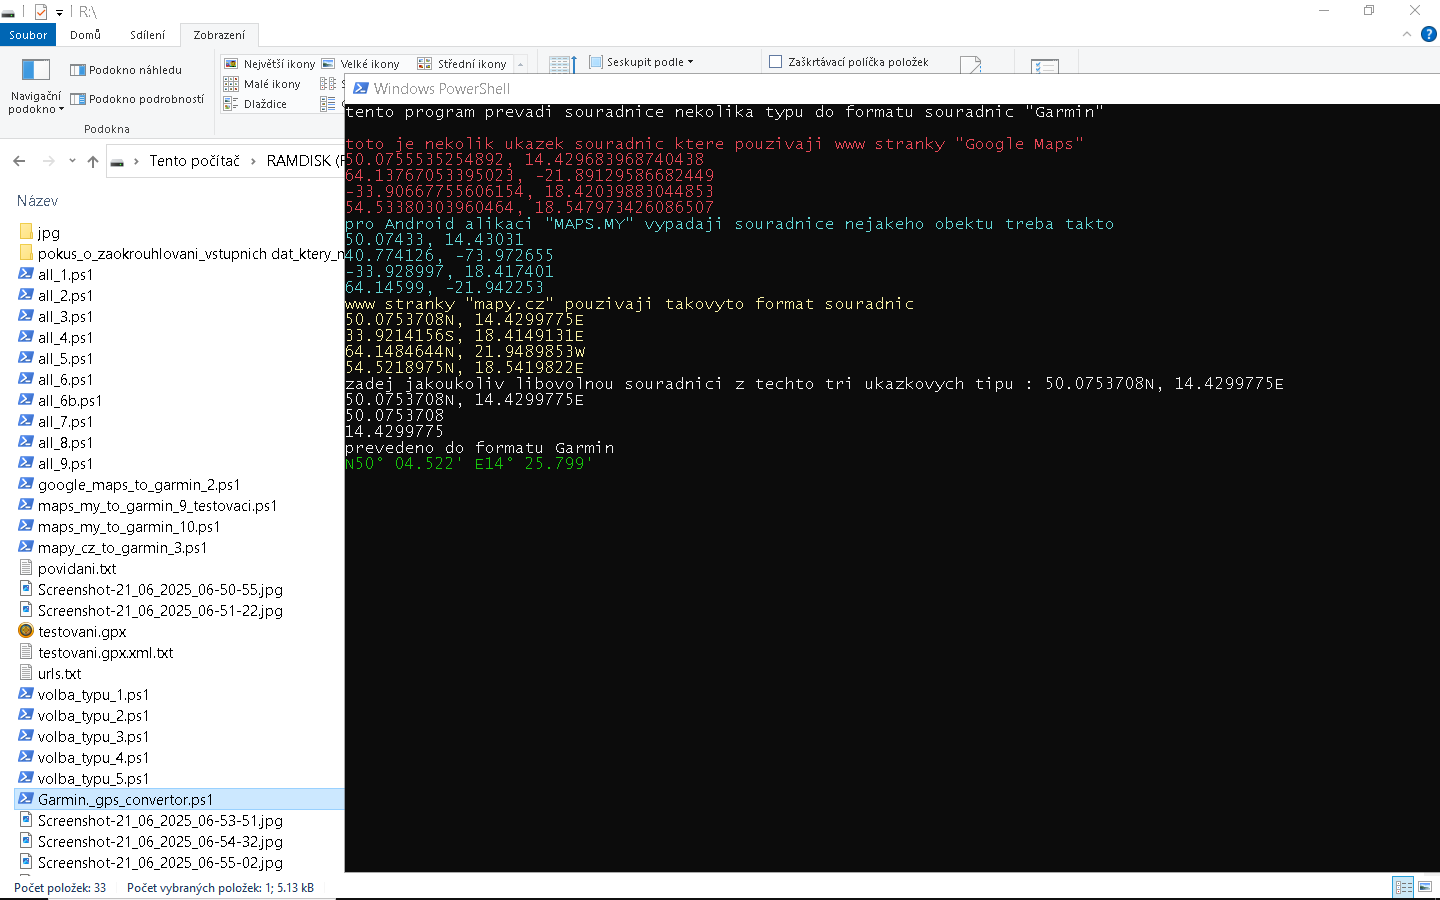 R:\
Soubor
Domů
Sdílení
Zobrazení
Navigační
podokno
Podokno náhledu
Podokno podrobností
Podokna
Největší ikony
Velké ikony
Střední ikony
Malé ikony
Dlaždice
Seskupit podle
Zaškrtávací políčka položek
Tento počítač
RAMDISK (R
Název
jpg
pokus_o_zaokrouhlovani_vstupnich dat_ktery_n
all_1.ps1
all_2.ps1
all_3.ps1
all_4.ps1
all_5.ps1
all_6.ps1
all_6b.ps1
all_7.ps1
all_8.ps1
all_9.ps1
google_maps_to_garmin_2.ps1
maps_my_to_garmin_9_testovaci.ps1
maps_my_to_garmin_10.ps1
mapy_cz_to_garmin_3.ps1
povidani.txt
Screenshot-21_06_2025_06-50-55.jpg
Screenshot-21_06_2025_06-51-22.jpg
testovani.gpx
testovani.gpx.xml.txt
urls.txt
volba_typu_1.ps1
volba_typu_2.ps1
volba_typu_3.ps1
volba_typu_4.ps1
volba_typu_5.ps1
Garmin._gps_convertor.ps1
Screenshot-21_06_2025_06-53-51.jpg
Screenshot-21_06_2025_06-54-32.jpg
Screenshot-21_06_2025_06-55-02.jpg
Počet položek: 33
Počet vybraných položek: 1; 5.13 kB
Windows PowerShell
tento program prevadi souradnice nekolika typu do formatu souradnic "Garmin"
toto je nekolik ukazek souradnic ktere pouzivaji www stranky "Google Maps"
50.0755535254892, 14.429683968740438
64.13767053395023, -21.89129586682449
-33.90667755606154, 18.42039883044853
54.53380303960464, 18.547973426086507
pro Android alikaci "MAPS.MY" vypadaji souradnice nejakeho obektu treba takto
50.07433, 14.43031
40.774126, -73.972655
-33.928997, 18.417401
64.14599, -21.942253
www stranky "mapy.cz" pouzivaji takovyto format souradnic
50.0753708N, 14.4299775E
33.9214156S, 18.4149131E
64.1484644N, 21.9489853W
54.5218975N, 18.5419822E
zadej jakoukoliv libovolnou souradnici z techto tri ukazkovych tipu : 50.0753708N, 14.4299775E
50.0753708N, 14.4299775E
50.0753708
14.4299775
prevedeno do formatu Garmin
N50° 04.522' E14° 25.799'